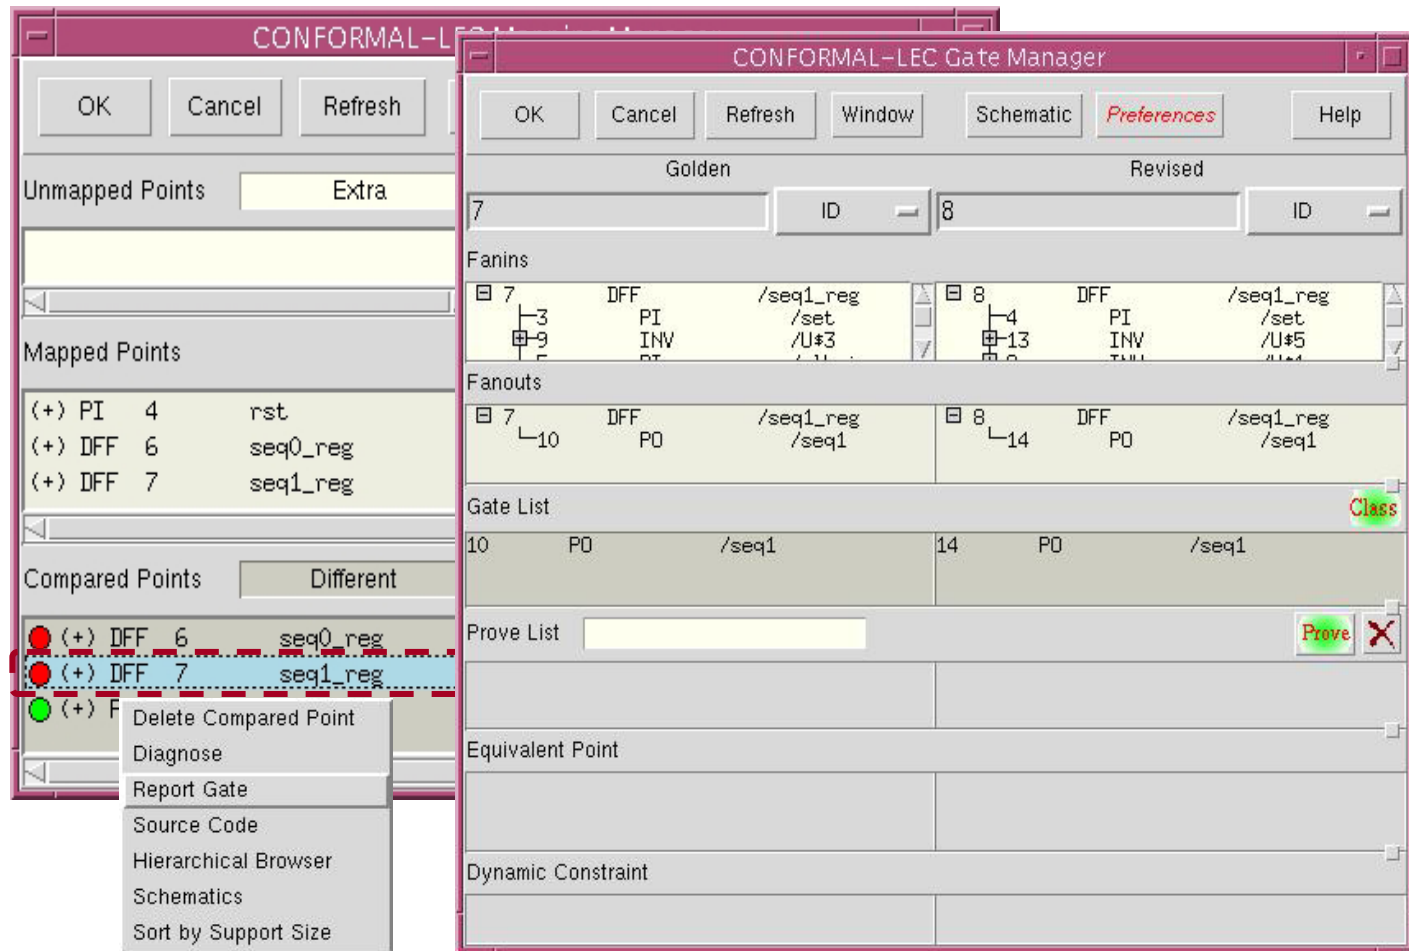 CONFORMAL-LEC
OK Cancel Refresh
Unmapped Points Extra
Mapped Points
(+) PI 4 rst
(+) DFF 6 seq0_reg
(+) DFF 7 seq1_reg
Compared Points Different
(+) DFF 6 seq0_reg
(+) DFF 7 seq1_reg
(+)
Delete Compared Point
Diagnose
Report Gate
Source Code
Hierarchical Browser
Schematics
Sort by Support Size
CONFORMAL-LEC Gate Manager
OK Cancel Refresh Window Schematic Preferences Help
Golden Revised
7 ID 8 ID
Fanins
7 DFF /seq1_reg 8 DFF /seq1_reg
3 PI /set 4 PI /set
9 INV /U$3 13 INV /U$5
Fanouts
7 DFF /seq1_reg 8 DFF /seq1_reg
10 PO /seq1 14 PO /seq1
Gate List Class
10 PO /seq1 14 PO /seq1
Prove List Prove
Equivalent Point
Dynamic Constraint